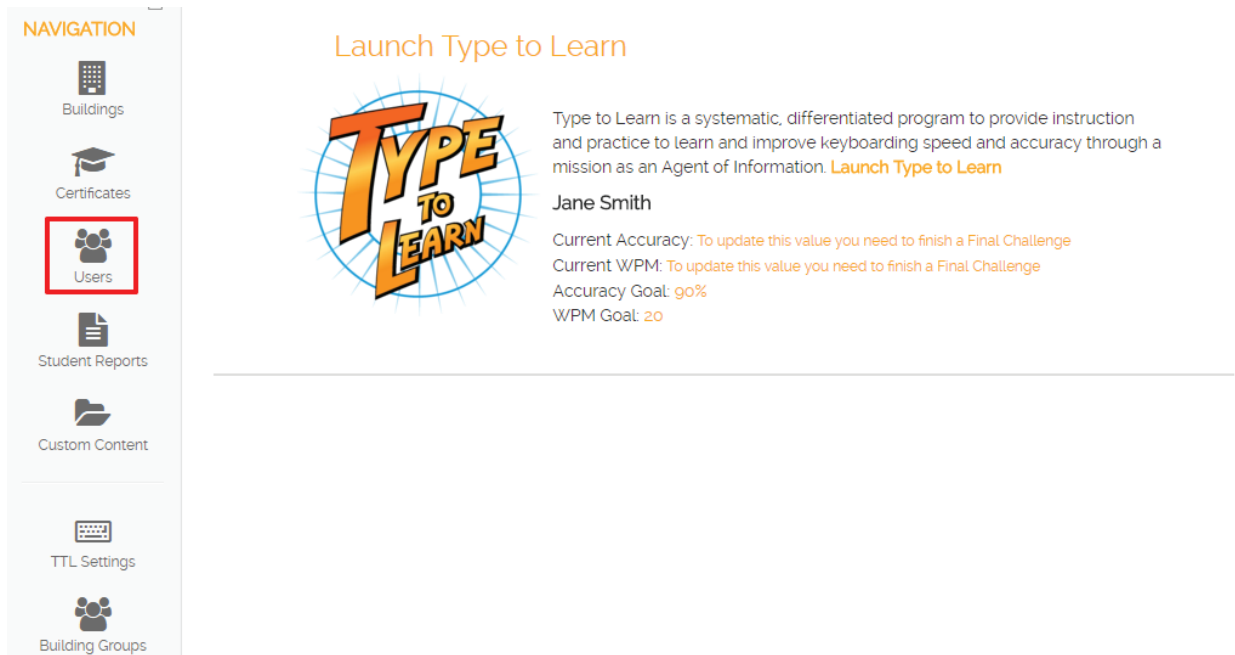 NAVIGATION
Buildings
Certificates
Users
Student Reports
Custom Content
TTL Settings
Building Groups
Launch Type to Learn
TYPE
TO
LEARN
Type to Learn is a systematic, differentiated program to provide instruction
and practice to learn and improve keyboarding speed and accuracy through a
mission as an Agent of Information. Launch Type to Learn
Jane Smith
Current Accuracy: To update this value you need to finish a Final Challenge
Current WPM: To update this value you need to finish a Final Challenge
Accuracy Goal: 90%
WPM Goal: 20